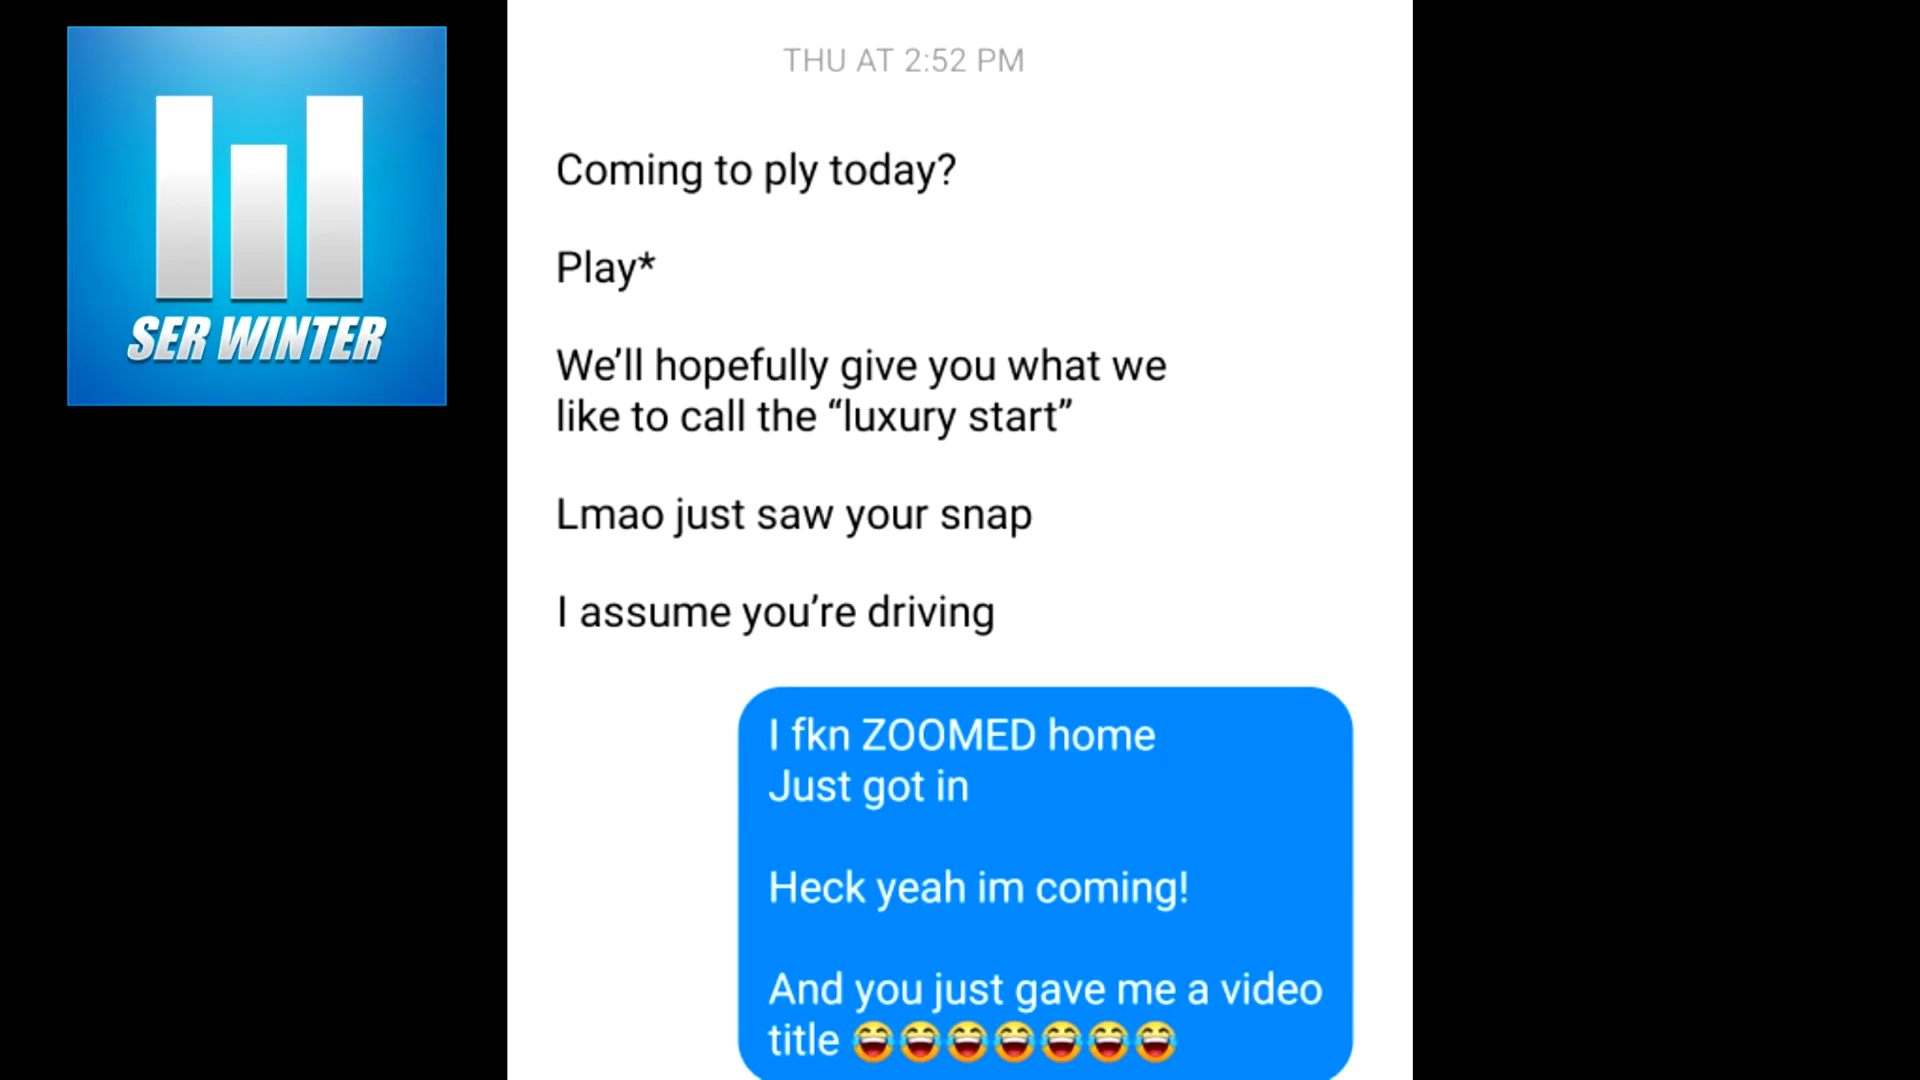 SER WINTER
THU AT 2:52 PM
Coming to ply today?
Play*
We’ll hopefully give you what we
like to call the “luxury start”
Lmao just saw your snap
I assume you’re driving
I fkn ZOOMED home
Just got in
Heck yeah im coming!
And you just gave me a video
title 😂😂😂😂😂😂😂